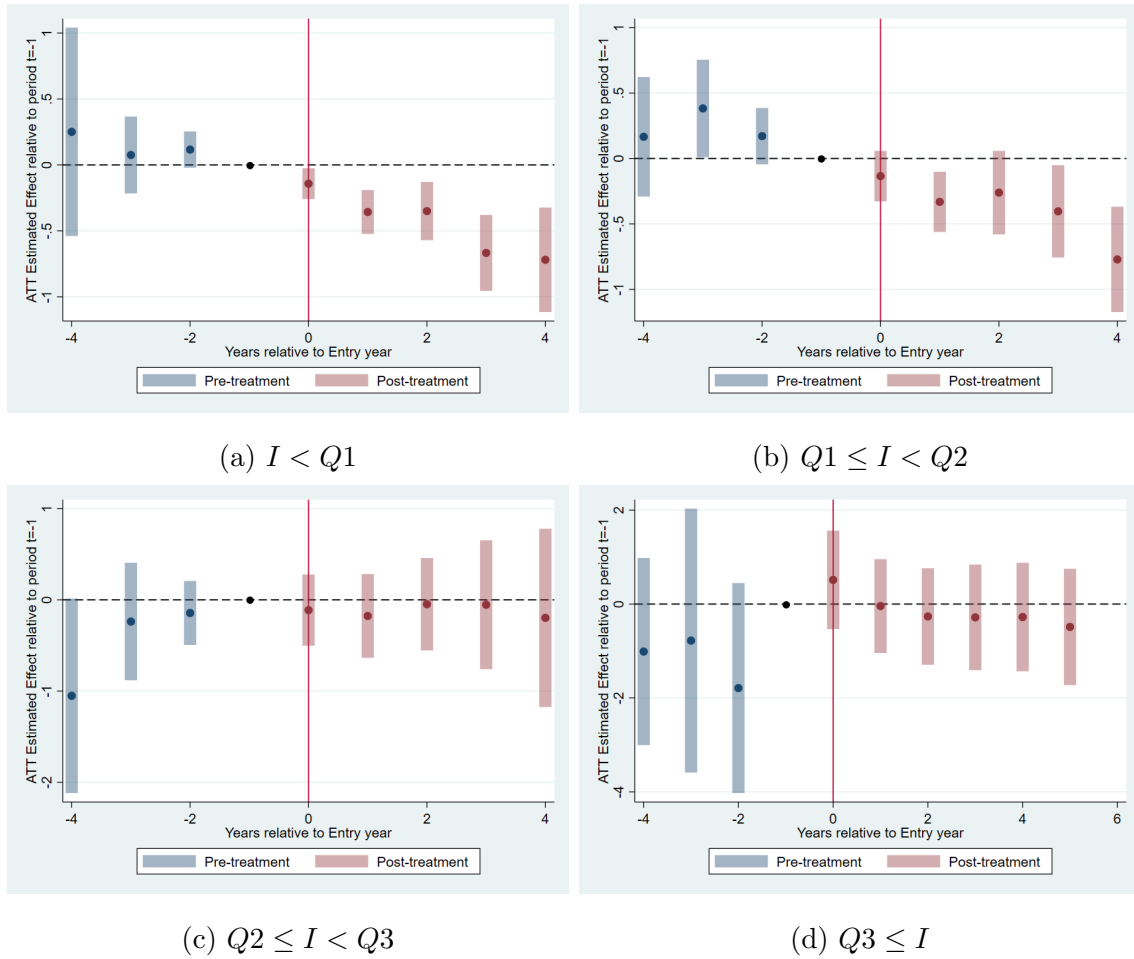 ATT Estimated Effect relative to period t=-1
1
.5
0
-.5
-1
-4 -2 0 2 4
Years relative to Entry year
Pre-treatment Post-treatment
(a) I < Q1
ATT Estimated Effect relative to period t=-1
1
.5
0
-.5
-1
-4 -2 0 2 4
Years relative to Entry year
Pre-treatment Post-treatment
(b) Q1 ≤ I < Q2
ATT Estimated Effect relative to period t=-1
1
0
-1
-2
-4 -2 0 2 4
Years relative to Entry year
Pre-treatment Post-treatment
(c) Q2 ≤ I < Q3
ATT Estimated Effect relative to period t=-1
2
0
-2
-4
-4 -2 0 2 4 6
Years relative to Entry year
Pre-treatment Post-treatment
(d) Q3 ≤ I